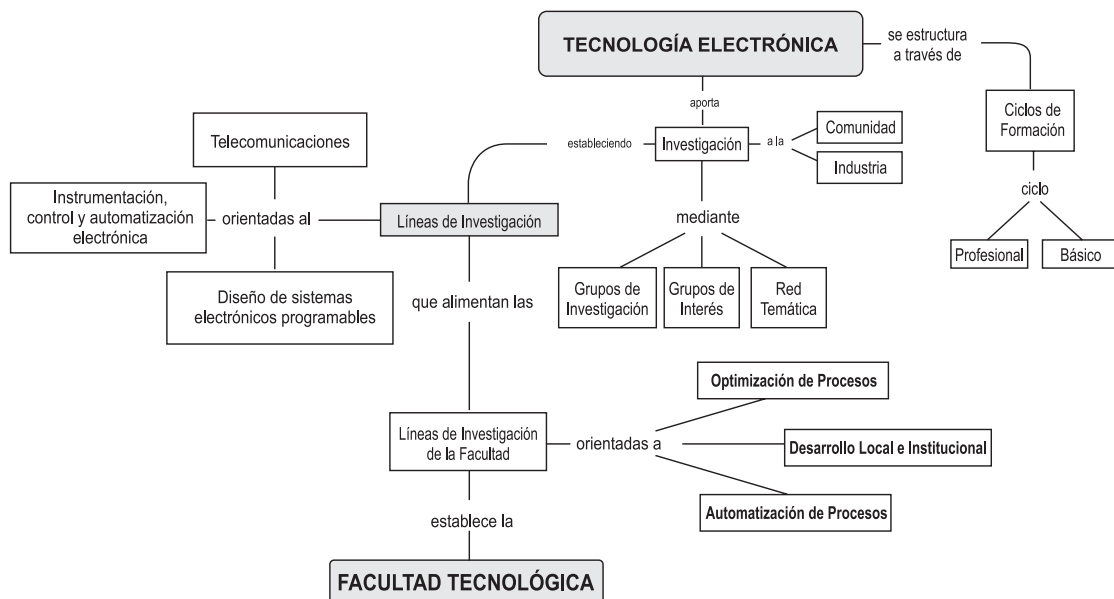 TECNOLOGÍA ELECTRÓNICA
se estructura
a través de
Ciclos de
Formación
ciclo
Profesional
Básico
aporta
Investigación
a la
Comunidad
Industria
mediante
Grupos de
Investigación
Grupos de
Interés
Red
Temática
estableciendo
Líneas de Investigación
orientadas al
Telecomunicaciones
Instrumentación,
control y automatización
electrónica
Diseño de sistemas
electrónicos programables
que alimentan las
Líneas de Investigación
de la Facultad
orientadas a
Optimización de Procesos
Desarrollo Local e Institucional
Automatización de Procesos
establece la
FACULTAD TECNOLÓGICA